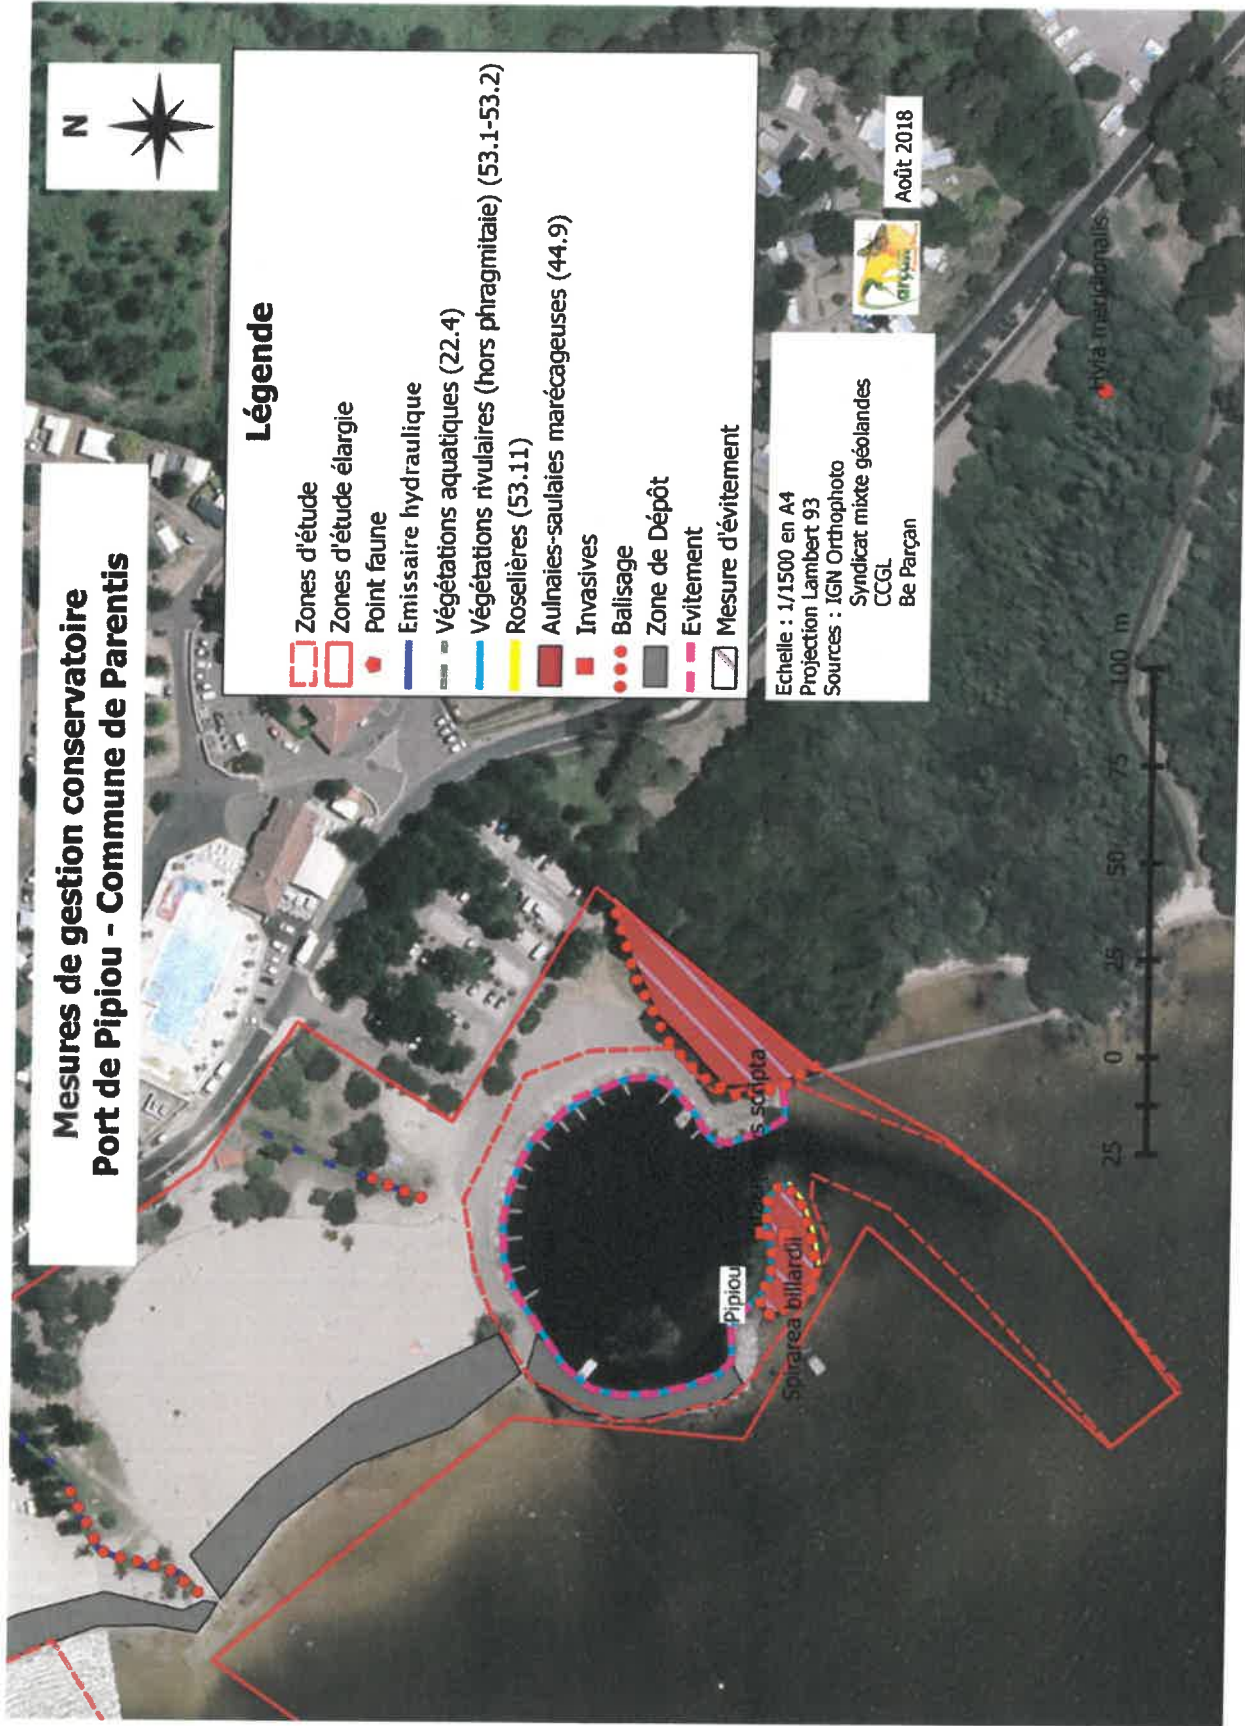 Mesures de gestion conservatoire
Port de Pipiou - Commune de Parentis
N
Légende
Zones d'étude
Zones d'étude élargie
Point faune
Emissaire hydraulique
Végétations aquatiques (22.4)
Végétations rivulaires (hors phragmitaie) (53.1-53.2)
Roselières (53.11)
Aulnaies-saulaies marécageuses (44.9)
Invasives
Balisage
Zone de Dépôt
Evitement
Mesure d'évitement
Echelle : 1/1500 en A4
Projection Lambert 93
Sources : IGN Orthophoto
Syndicat mixte géolandes
CCGL
Be Parçan
Août 2018
meridionalis
scripta
Pipiou
Spirarea billardii
25 0 25 50 75 100 m